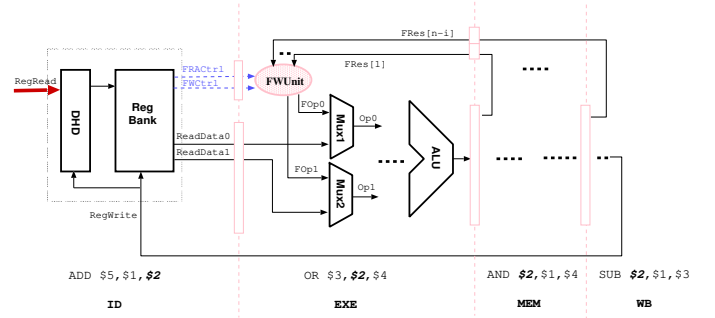 FRes[n-i]
FRACtrl
FRes[1]
RegRead
FWCtrl
FWUnit
FOp0
Reg
Bank
DHD
Mux1
Op0
ReadData0
ReadData1
ALU
FOp1
Mux2
Op1
RegWrite
ADD $5,$1,$2
OR $3,$2,$4
AND $2,$1,$4
SUB $2,$1,$3
ID
EXE
MEM
WB